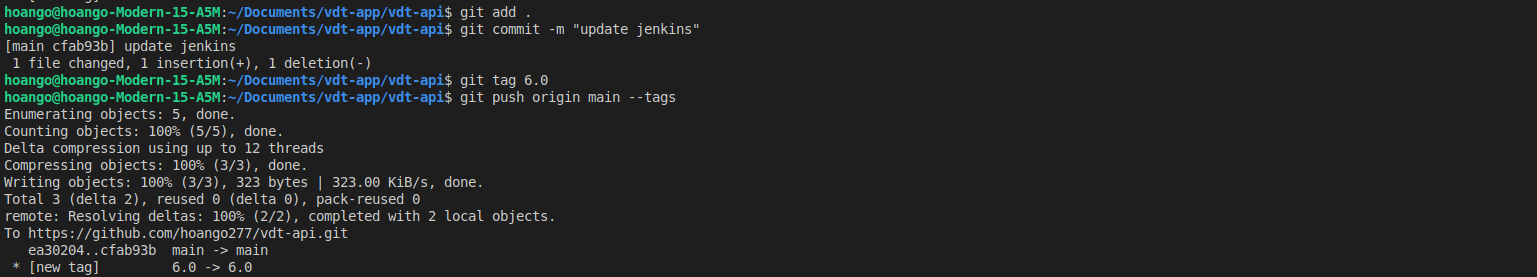 hoango@hoango-Modern-15-A5M:~/Documents/vdt-app/vdt-api$ git add .
hoango@hoango-Modern-15-A5M:~/Documents/vdt-app/vdt-api$ git commit -m "update jenkins"
[main cfab93b] update jenkins
 1 file changed, 1 insertion(+), 1 deletion(-)
hoango@hoango-Modern-15-A5M:~/Documents/vdt-app/vdt-api$ git tag 6.0
hoango@hoango-Modern-15-A5M:~/Documents/vdt-app/vdt-api$ git push origin main --tags
Enumerating objects: 5, done.
Counting objects: 100% (5/5), done.
Delta compression using up to 12 threads
Compressing objects: 100% (3/3), done.
Writing objects: 100% (3/3), 323 bytes | 323.00 KiB/s, done.
Total 3 (delta 2), reused 0 (delta 0), pack-reused 0
remote: Resolving deltas: 100% (2/2), completed with 2 local objects.
To https://github.com/hoango277/vdt-api.git
   ea30204..cfab93b  main -> main
 * [new tag]         6.0 -> 6.0